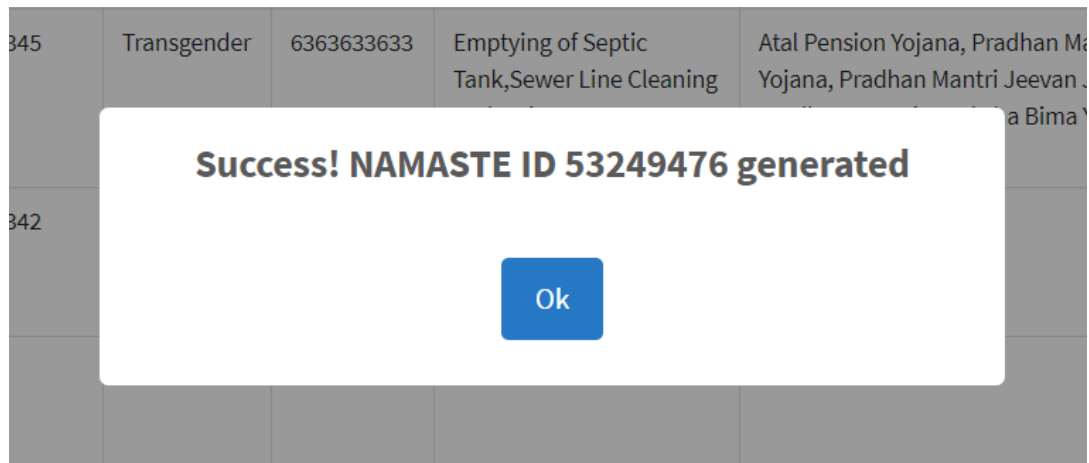 345 Transgender 6363633633 Emptying of Septic Atal Pension Yojana, Pradhan
Tank,Sewer Line Cleaning Yojana, Pradhan Mantri Jeevan
a Bima
Success! NAMASTE ID 53249476 generated
342
Ok